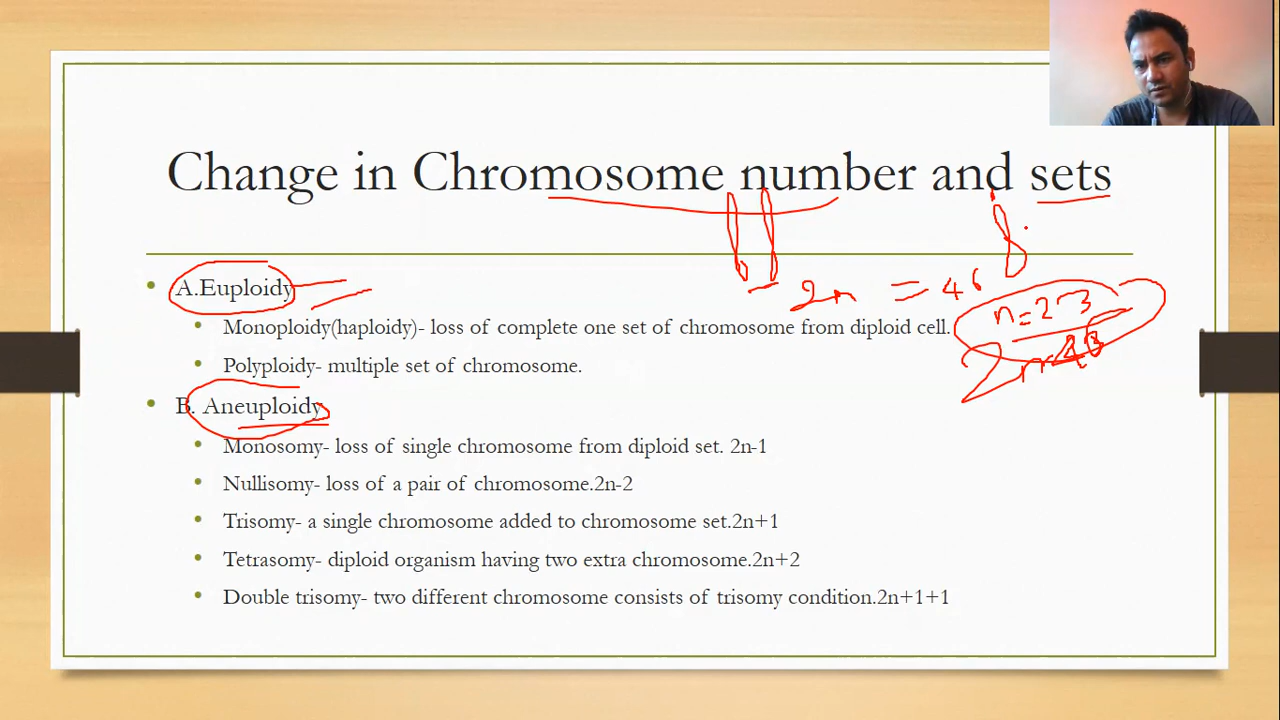 Change in Chromosome number and sets
2n = 46
• A.Euploidy
n=23
• Monoploidy(haploidy)- loss of complete one set of chromosome from diploid cell.
• Polyploidy- multiple set of chromosome.
• B. Aneuploidy
• Monosomy- loss of single chromosome from diploid set. 2n-1
• Nullisomy- loss of a pair of chromosome.2n-2
• Trisomy- a single chromosome added to chromosome set.2n+1
• Tetrasomy- diploid organism having two extra chromosome.2n+2
• Double trisomy- two different chromosome consists of trisomy condition.2n+1+1